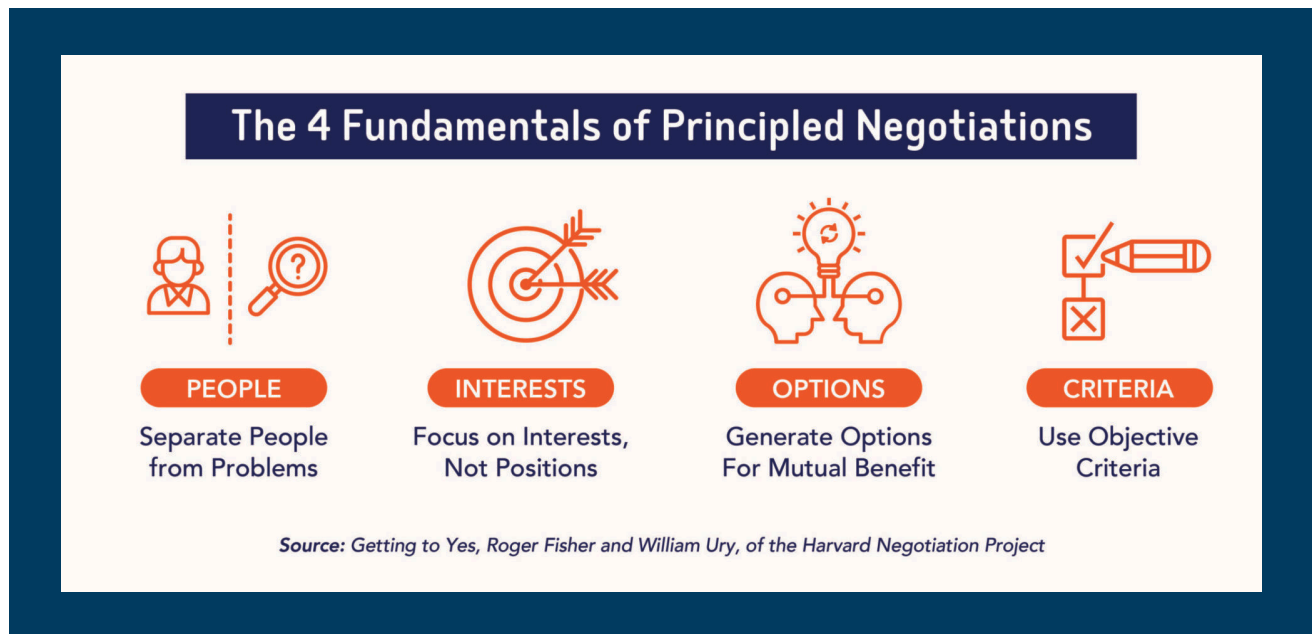 The 4 Fundamentals of Principled Negotiations
PEOPLE
Separate People
from Problems
INTERESTS
Focus on Interests,
Not Positions
OPTIONS
Generate Options
For Mutual Benefit
CRITERIA
Use Objective
Criteria
Source: Getting to Yes, Roger Fisher and William Ury, of the Harvard Negotiation Project